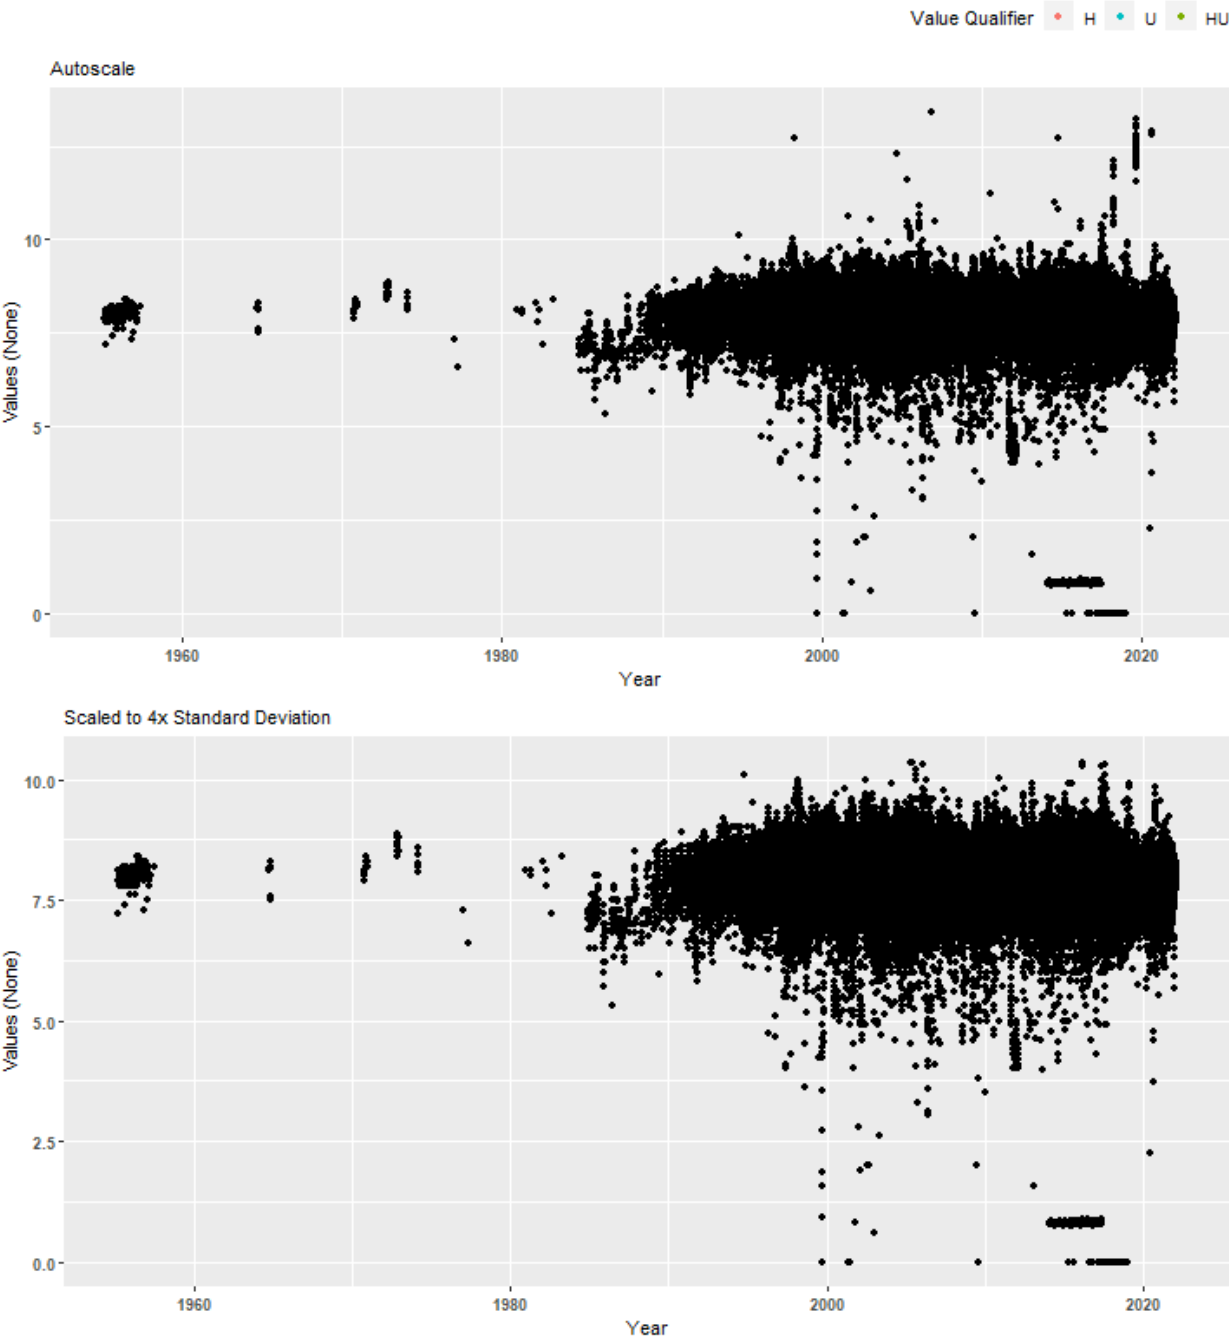 Value Qualifier H U HU
Autoscale
10
5
0
Values (None)
1960 1980 2000 2020
Year
Scaled to 4x Standard Deviation
10.0
7.5
5.0
2.5
0.0
Values (None)
1960 1980 2000 2020
Year